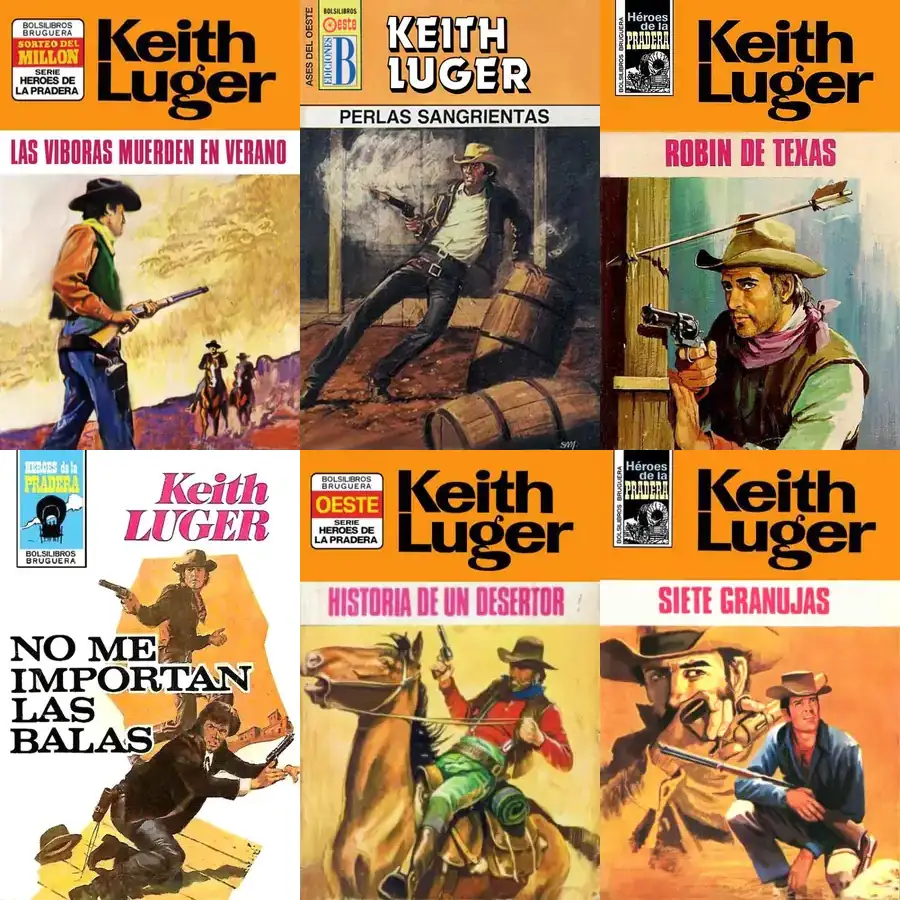 BOLSILIBROS
BRUGUERA
SORTEO DEL
MILLON
SERIE
HEROES DE
LA PRADERA
Keith
Luger
LAS VIBORAS MUERDEN EN VERANO
ASES DEL OESTE
BOLSILIBROS
Oeste
EDICIONES
B
KEITH
LUGER
PERLAS SANGRIENTAS
SAM
BOLSILIBROS BRUGUERA
Héroes
de la
PRADERA
Keith
Luger
ROBIN DE TEXAS
HEROES de la
PRADERA
BOLSILIBROS
BRUGUERA
Keith
LUGER
NO ME
IMPORTAN
LAS
BALAS
BOLSILIBROS
BRUGUERA
OESTE
SERIE
HEROES DE
LA PRADERA
Keith
Luger
HISTORIA DE UN DESERTOR
BOLSILIBROS BRUGUERA
Héroes
de la
PRADERA
Keith
Luger
SIETE GRANUJAS